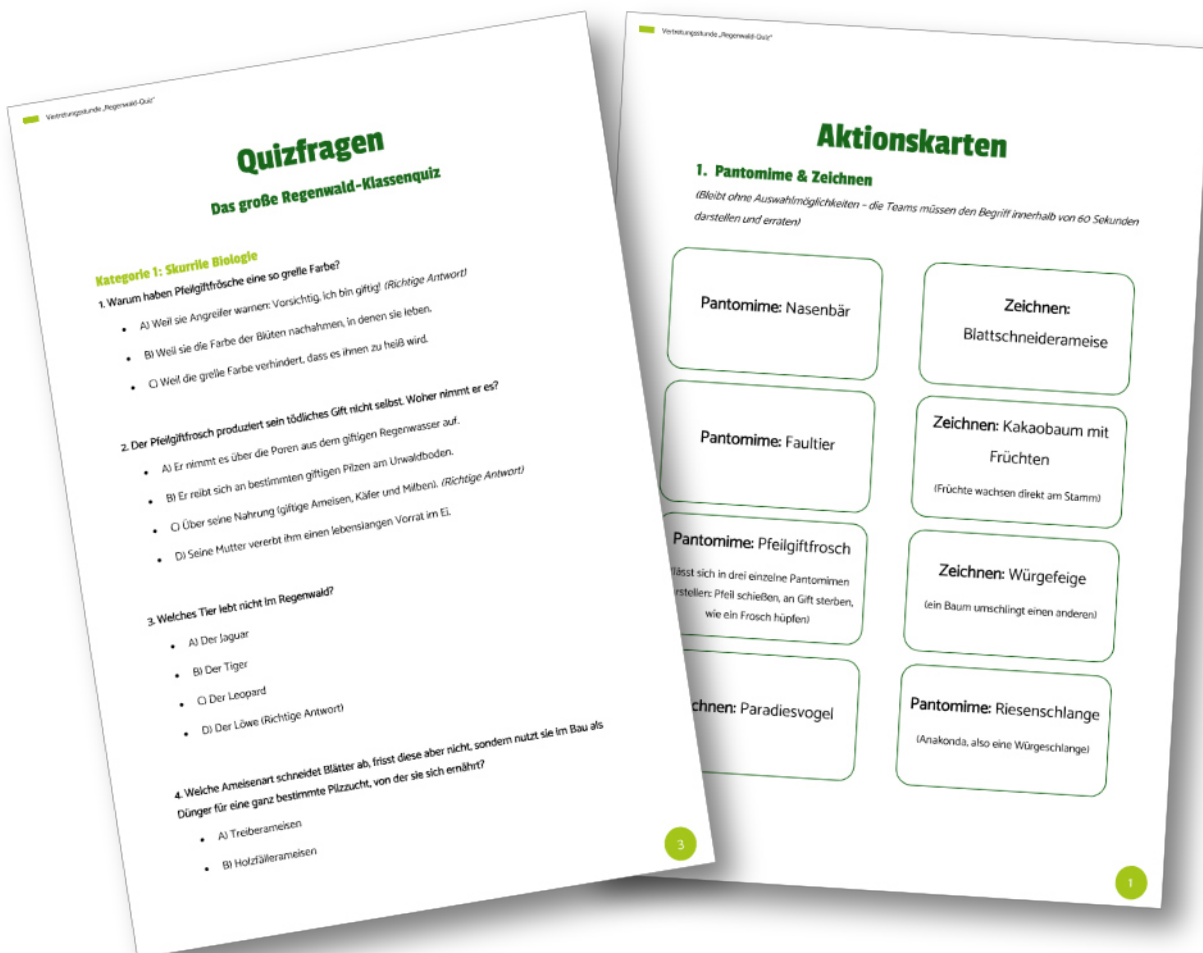 Vertretungsstunde „Regenwald-Quiz"
Quizfragen
Das große Regenwald-Klassenquiz
Kategorie 1: Skurrile Biologie
1. Warum haben Pfeilgiftfrösche eine so grelle Farbe?
A) Weil sie Angreifer warnen: Vorsichtig, ich bin giftig! (Richtige Antwort)
B) Weil sie die Farbe der Blüten nachahmen, in denen sie leben.
C) Weil die grelle Farbe verhindert, dass es ihnen zu heiß wird.
2. Der Pfeilgiftfrosch produziert sein tödliches Gift nicht selbst. Woher nimmt er es?
A) Er nimmt es über die Poren aus dem giftigen Regenwasser auf.
B) Er reibt sich an bestimmten giftigen Pilzen am Urwaldboden.
C) Über seine Nahrung (giftige Ameisen, Käfer und Milben). (Richtige Antwort)
D) Seine Mutter vererbt ihm einen lebenslangen Vorrat im Ei.
3. Welches Tier lebt nicht im Regenwald?
A) Der Jaguar
B) Der Tiger
C) Der Leopard
D) Der Löwe (Richtige Antwort)
4. Welche Ameisenart schneidet Blätter ab, frisst diese aber nicht, sondern nutzt sie im Bau als
Dünger für eine ganz bestimmte Pilzzucht, von der sie sich ernährt?
A) Treiberameisen
B) Holzfällerameisen
3
Vertretungsstunde „Regenwald-Quiz"
Aktionskarten
1. Pantomime & Zeichnen
(Bleibt ohne Auswahlmöglichkeiten – die Teams müssen den Begriff innerhalb von 60 Sekunden
darstellen und erraten)
Pantomime: Nasenbär
Zeichnen:
Blattschneiderameise
Pantomime: Faultier
Zeichnen: Kakaobaum mit
Früchten
(Früchte wachsen direkt am Stamm)
Pantomime: Pfeilgiftfrosch
lässt sich in drei einzelne Pantomimen
rstellen: Pfeil schießen, an Gift sterben,
wie ein Frosch hüpfen)
Zeichnen: Würgefeige
(ein Baum umschlingt einen anderen)
chnen: Paradiesvogel
Pantomime: Riesenschlange
(Anakonda, also eine Würgeschlange)
1